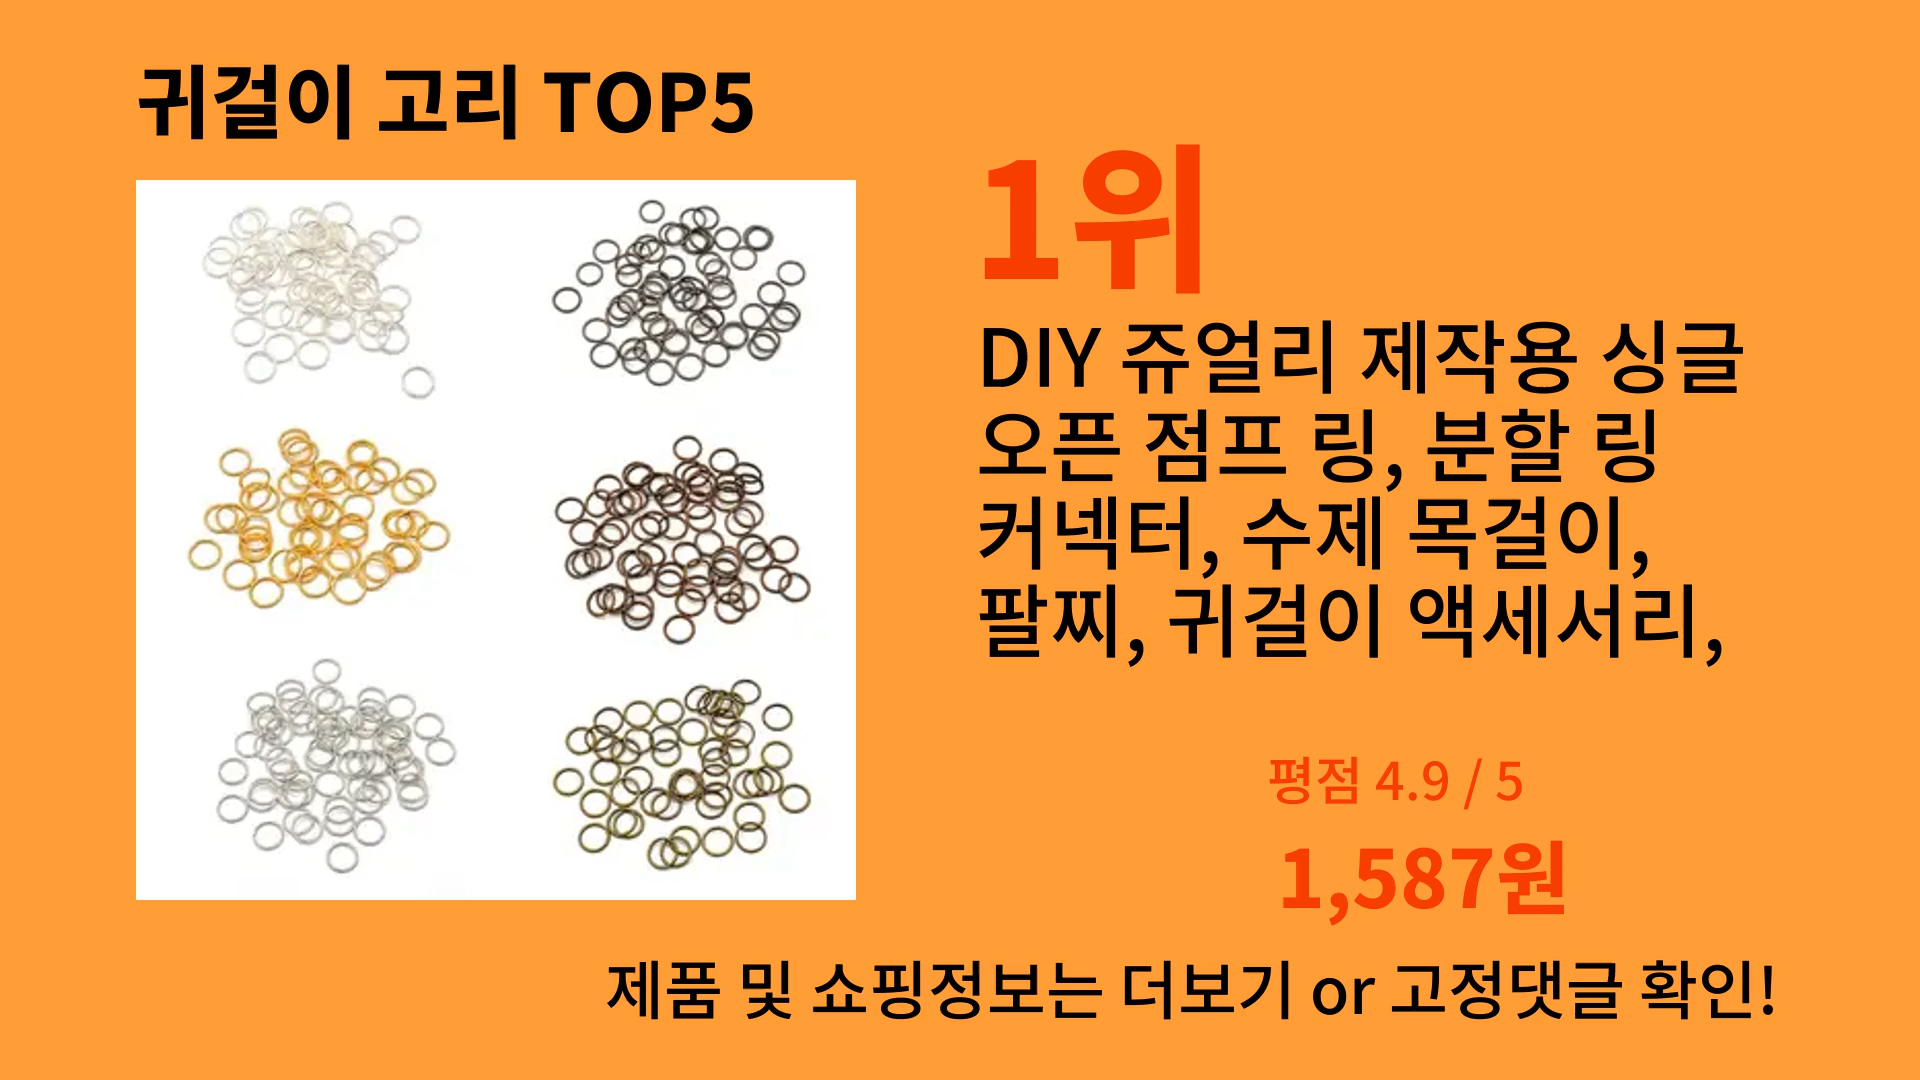 귀걸이 고리 TOP5
1위
DIY 쥬얼리 제작용 싱글
오픈 점프 링, 분할 링
커넥터, 수제 목걸이,
팔찌, 귀걸이 액세서리,
평점 4.9 / 5
1,587원
제품 및 쇼핑정보는 더보기 or 고정댓글 확인!